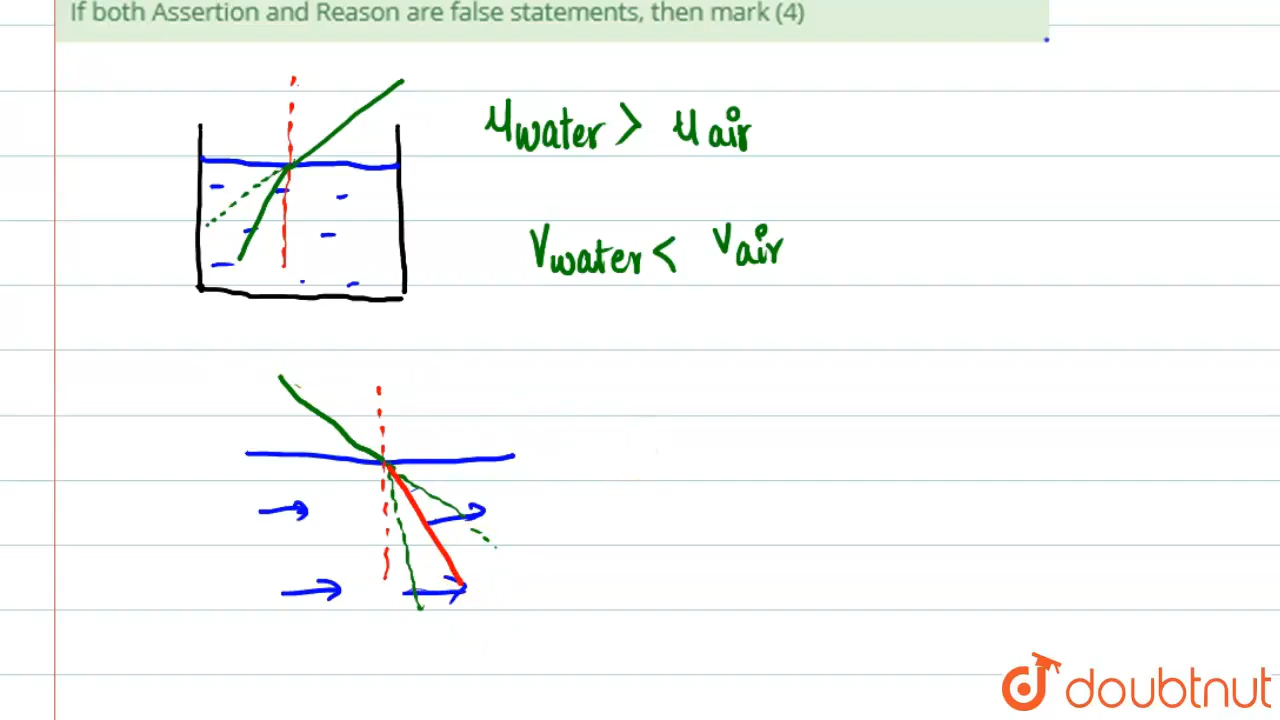 If both Assertion and Reason are false statements, then mark (4)
μwater > μair
vwater < vair
doubtnut